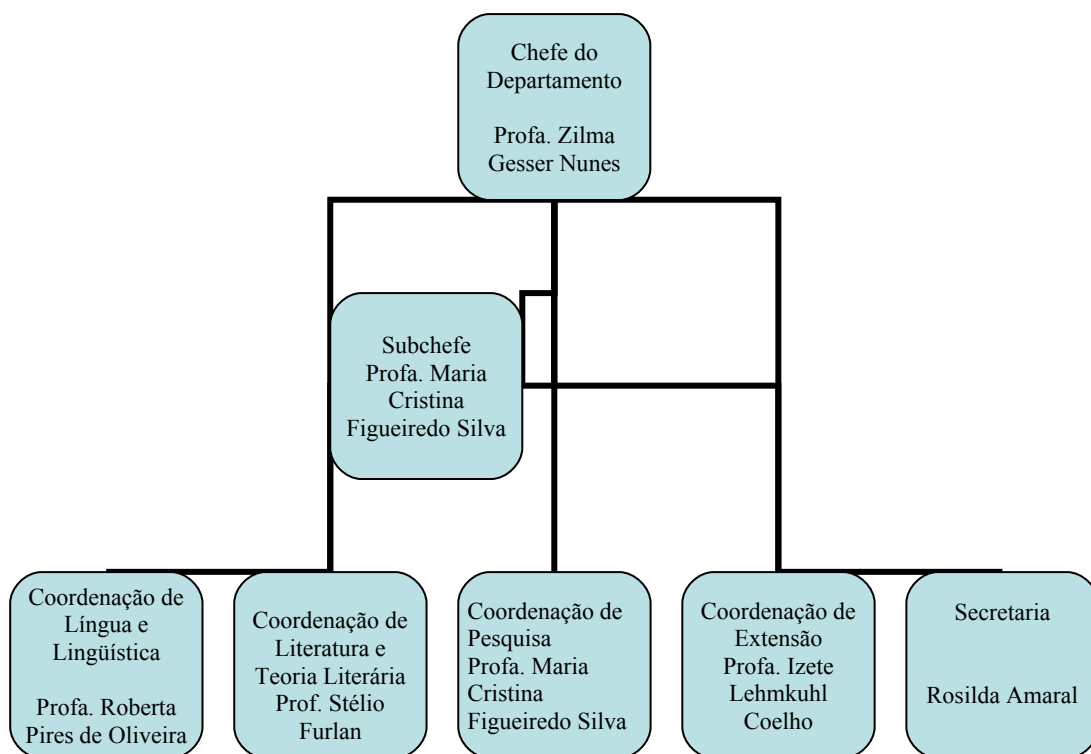 Chefe do
Departamento
Profa. Zilma
Gesser Nunes
Subchefe
Profa. Maria
Cristina
Figueiredo Silva
Coordenação de
Língua e
Lingüística
Profa. Roberta
Pires de Oliveira
Coordenação de
Literatura e
Teoria Literária
Prof. Stélio
Furlan
Coordenação de
Pesquisa
Profa. Maria
Cristina
Figueiredo Silva
Coordenação de
Extensão
Profa. Izete
Lehmkuhl
Coelho
Secretaria
Rosilda Amaral